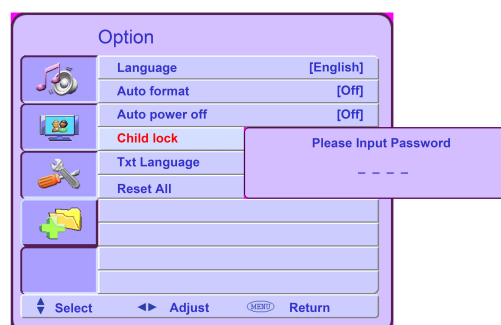 Option
Language [English]
Auto format [Off]
Auto power off [Off]
Child lock
Please Input Password
_ _ _ _
Txt Language
Reset All
Select Adjust MENU Return